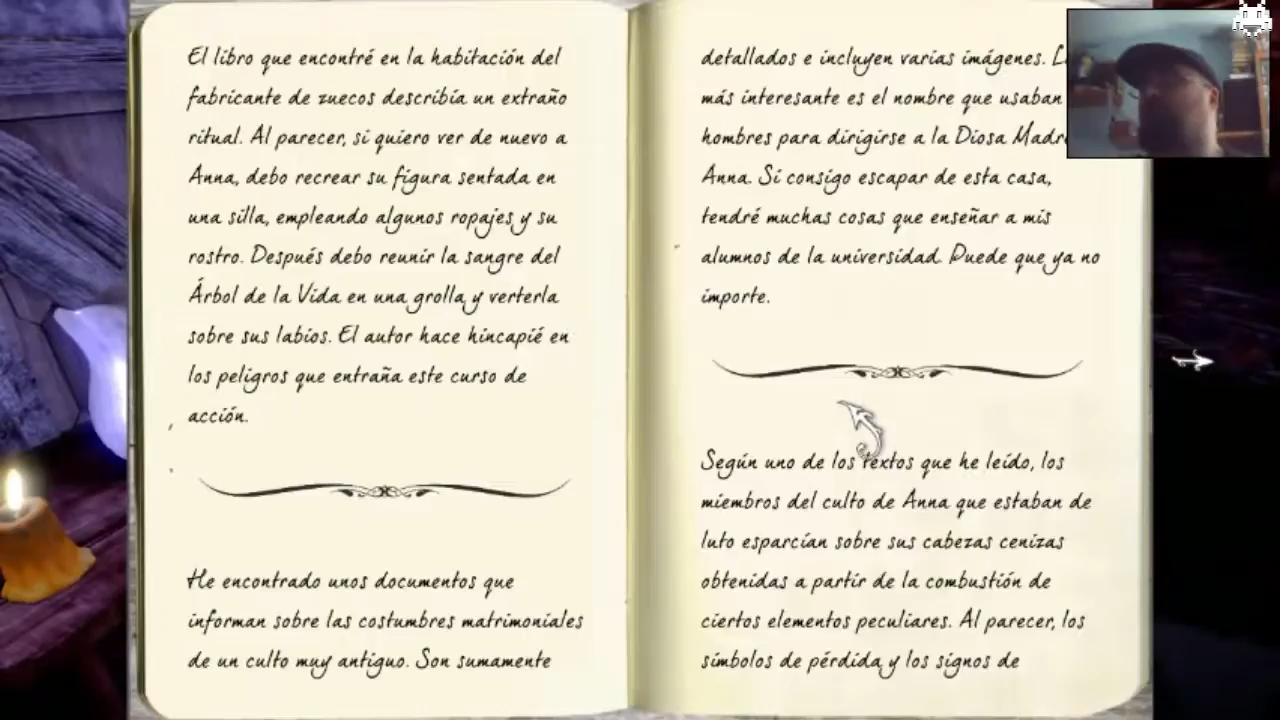 El libro que encontré en la habitación del
fabricante de zuecos describía un extraño
ritual. Al parecer, si quiero ver de nuevo a
Anna, debo recrear su figura sentada en
una silla, empleando algunos ropajes y su
rostro. Después debo reunir la sangre del
Árbol de la Vida en una grolla y verterla
sobre sus labios. El autor hace hincapié en
los peligros que entraña este curso de
acción.
He encontrado unos documentos que
informan sobre las costumbres matrimoniales
de un culto muy antiguo. Son sumamente
detallados e incluyen varias imágenes.
más interesante es el nombre que usaban
hombres para dirigirse a la Diosa
Anna. Si consigo escapar de esta casa,
tendré muchas cosas que enseñar a mis
alumnos de la universidad. Puede que ya no
importe.
Según uno de los textos que he leído, los
miembros del culto de Anna que estaban de
luto esparcían sobre sus cabezas cenizas
obtenidas a partir de la combustión de
ciertos elementos peculiares. Al parecer, los
símbolos de pérdida y los signos de